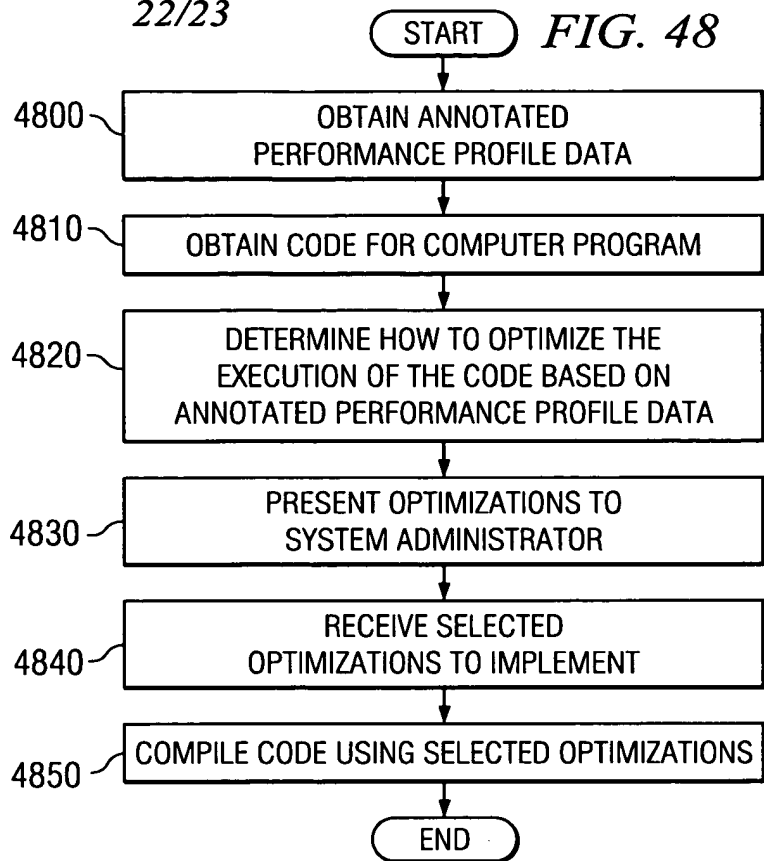 22/23
START
FIG. 48
4800
OBTAIN ANNOTATED
PERFORMANCE PROFILE DATA
4810
OBTAIN CODE FOR COMPUTER PROGRAM
4820
DETERMINE HOW TO OPTIMIZE THE
EXECUTION OF THE CODE BASED ON
ANNOTATED PERFORMANCE PROFILE DATA
4830
PRESENT OPTIMIZATIONS TO
SYSTEM ADMINISTRATOR
4840
RECEIVE SELECTED
OPTIMIZATIONS TO IMPLEMENT
4850
COMPILE CODE USING SELECTED OPTIMIZATIONS
END